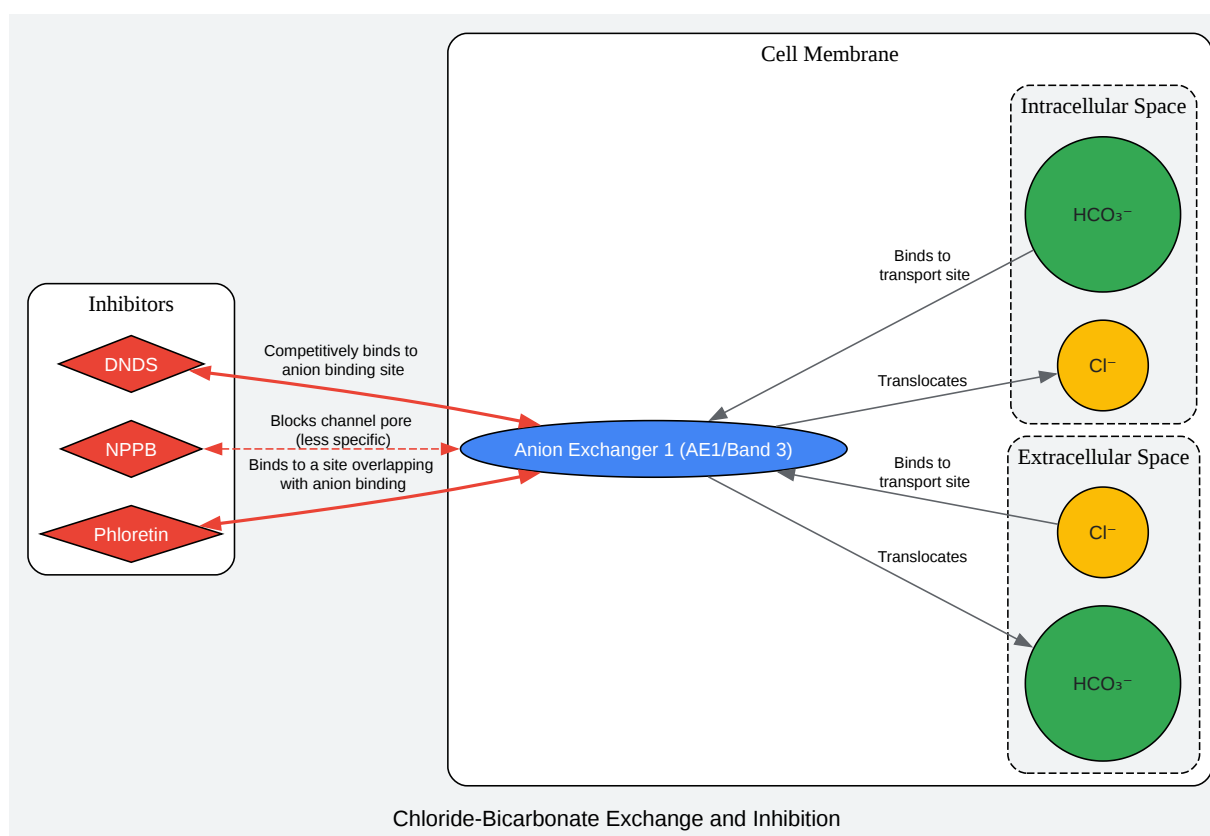 Cell Membrane
Intracellular Space
HCO₃⁻
Binds to
transport site
Cl⁻
Translocates
Inhibitors
DNDS
NPPB
Phloretin
Competitively binds to
anion binding site
Blocks channel pore
(less specific)
Binds to a site overlapping
with anion binding
Anion Exchanger 1 (AE1/Band 3)
Extracellular Space
Binds to
transport site
Cl⁻
Translocates
HCO₃⁻
Chloride-Bicarbonate Exchange and Inhibition